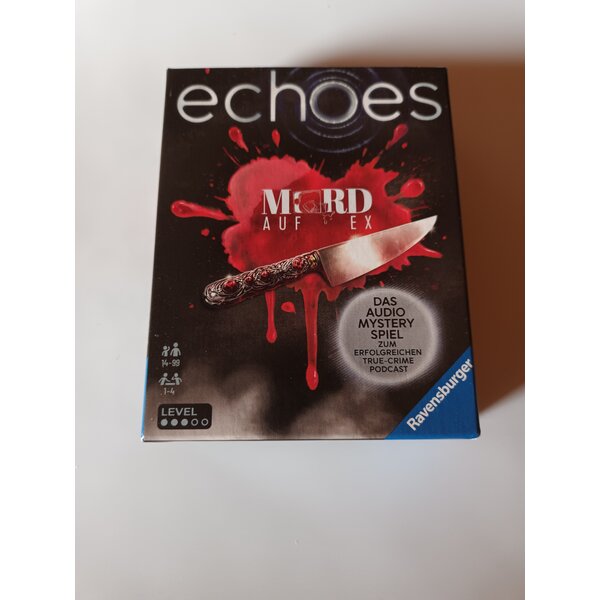 echoes
MORD
AUF EX
DAS
AUDIO
MYSTERY
SPIEL
ZUM
ERFOLGREICHEN
TRUE-CRIME
PODCAST
14-99
1-4
LEVEL
Ravensburger